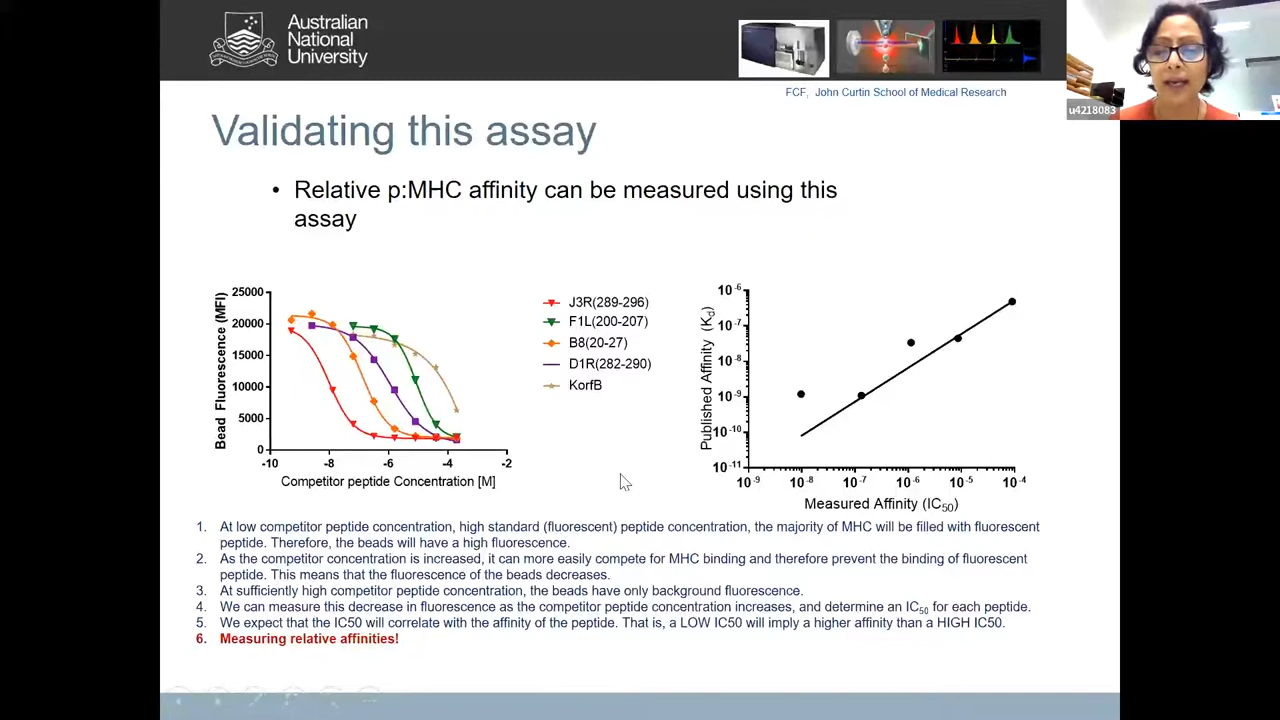 Australian
National
University
FCF, John Curtin School of Medical Research
u4218083
Validating this assay
• Relative p:MHC affinity can be measured using this
assay
Bead Fluorescence (MFI)
25000
20000
15000
10000
5000
0
-10
-8
-6
-4
-2
Competitor peptide Concentration [M]
J3R(289-296)
F1L(200-207)
B8(20-27)
D1R(282-290)
KorfB
Published Affinity (Kd)
10-6
10-7
10-8
10-9
10-10
10-11
10-9
10-8
10-7
10-6
10-5
10-4
Measured Affinity (IC50)
1. At low competitor peptide concentration, high standard (fluorescent) peptide concentration, the majority of MHC will be filled with fluorescent
peptide. Therefore, the beads will have a high fluorescence.
2. As the competitor concentration is increased, it can more easily compete for MHC binding and therefore prevent the binding of fluorescent
peptide. This means that the fluorescence of the beads decreases.
3. At sufficiently high competitor peptide concentration, the beads have only background fluorescence.
4. We can measure this decrease in fluorescence as the competitor peptide concentration increases, and determine an IC50 for each peptide.
5. We expect that the IC50 will correlate with the affinity of the peptide. That is, a LOW IC50 will imply a higher affinity than a HIGH IC50.
6. Measuring relative affinities!